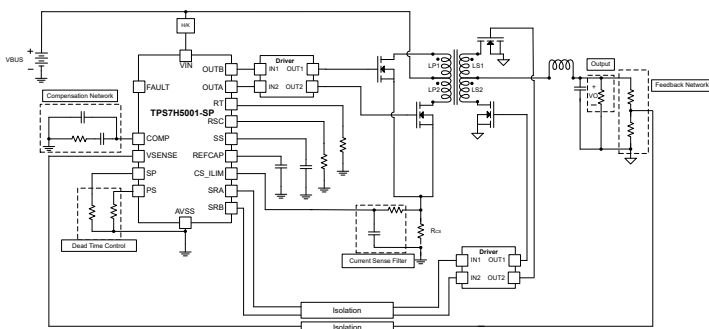 VBUS
+
−
H/K
VIN
TPS7H5001-SP
FAULT
COMP
VSENSE
SP
PS
AVSS
OUTB
OUTA
RT
RSC
SS
REFCAP
CS_ILIM
SRA
SRB
Compensation Network
Dead Time Control
Driver
IN1 OUT1
IN2 OUT2
LP1
LP2
LS1
LS2
Output
+
VO
−
Feedback Network
Current Sense Filter
RCS
Driver
IN1 OUT1
IN2 OUT2
Isolation
Isolation